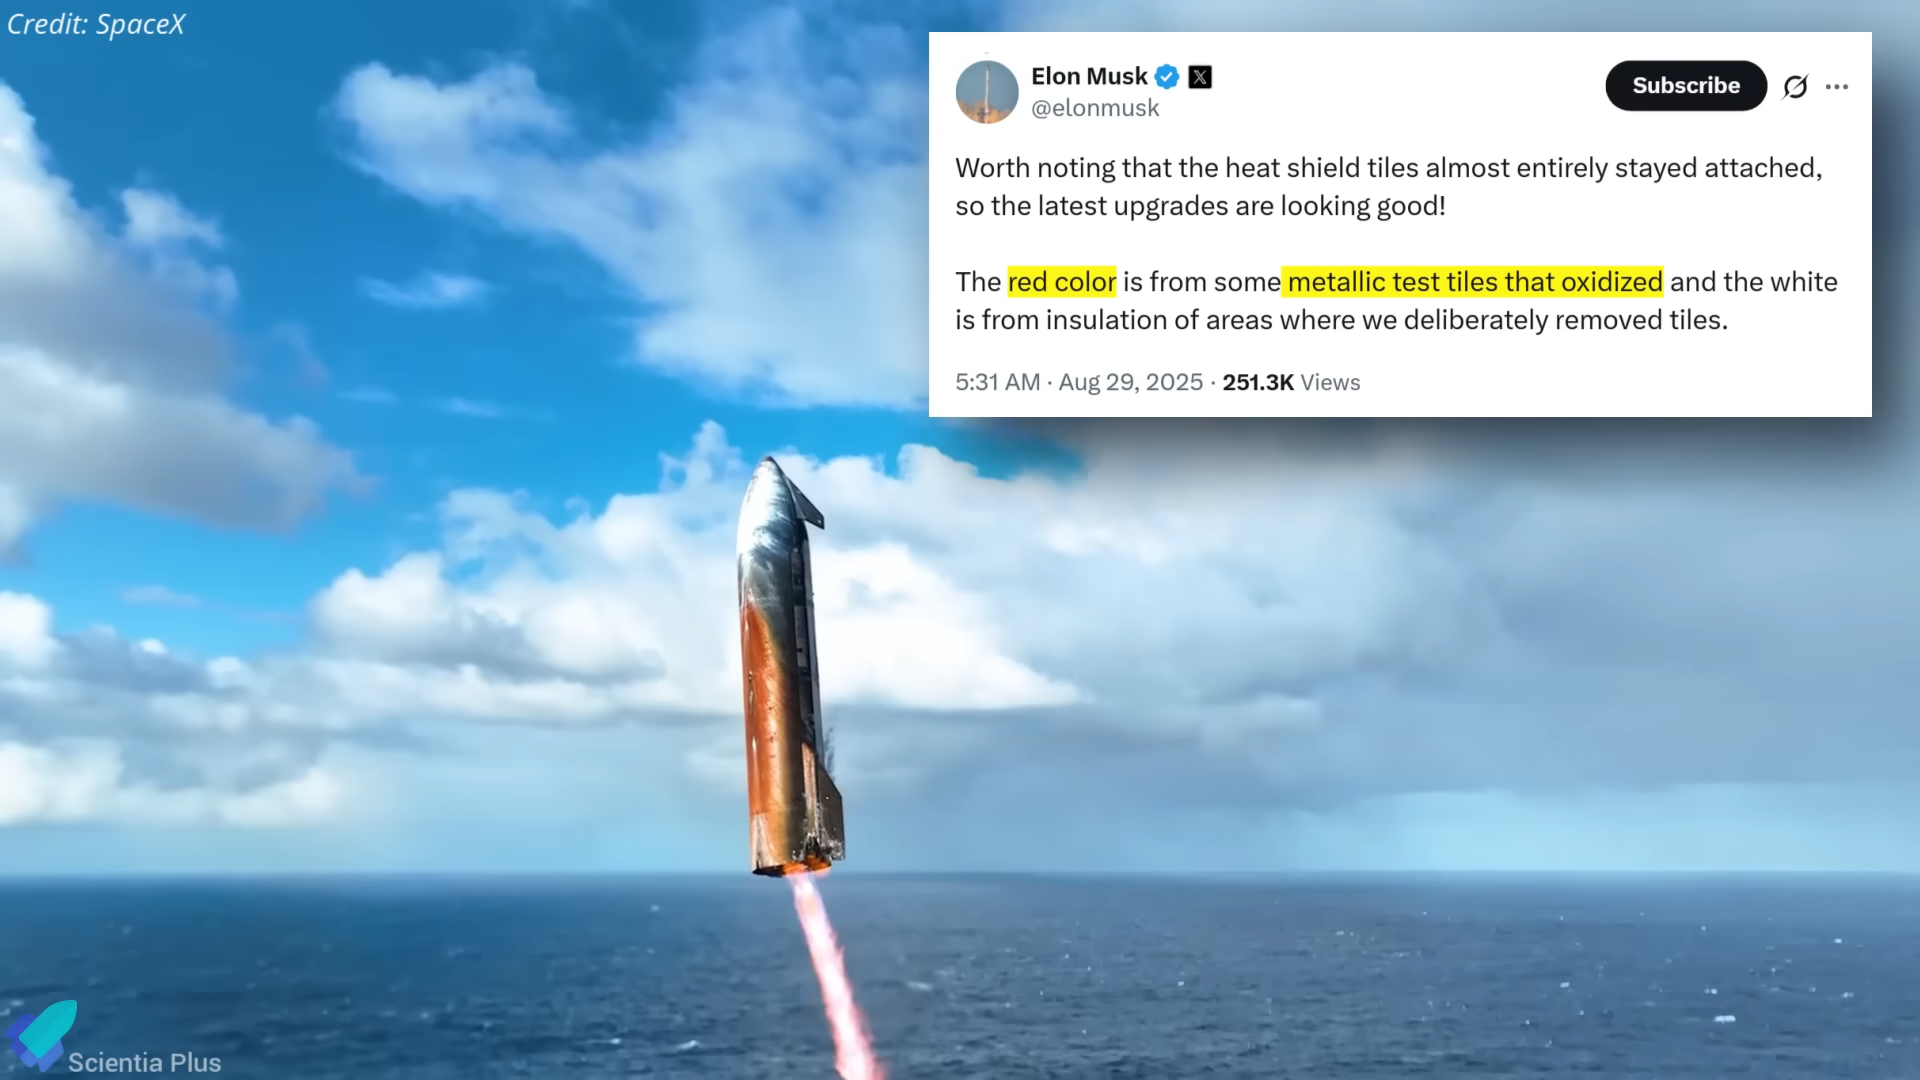 Credit: SpaceX
Elon Musk
@elonmusk
Subscribe
Worth noting that the heat shield tiles almost entirely stayed attached,
so the latest upgrades are looking good!
The red color is from some metallic test tiles that oxidized and the white
is from insulation of areas where we deliberately removed tiles.
5:31 AM · Aug 29, 2025 · 251.3K Views
Scientia Plus